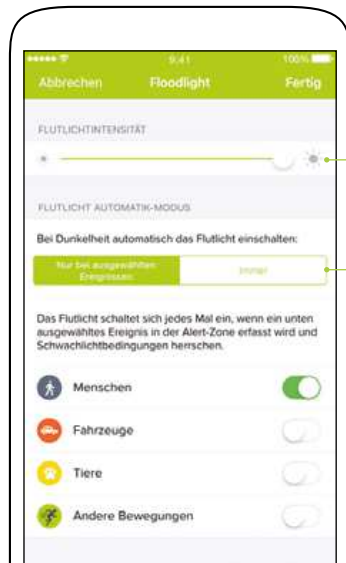 9:41 100%
Abbrechen Floodlight Fertig
FLUTLICHTINTENSITÄT
FLUTLICHT AUTOMATIK-MODUS
Bei Dunkelheit automatisch das Flutlicht einschalten:
Nur bei ausgewählten
Ereignissen
Immer
Das Flutlicht schaltet sich jedes Mal ein, wenn ein unten
ausgewähltes Ereignis in der Alert-Zone erfasst wird und
Schwachlichtbedingungen herrschen.
Menschen
Fahrzeuge
Tiere
Andere Bewegungen